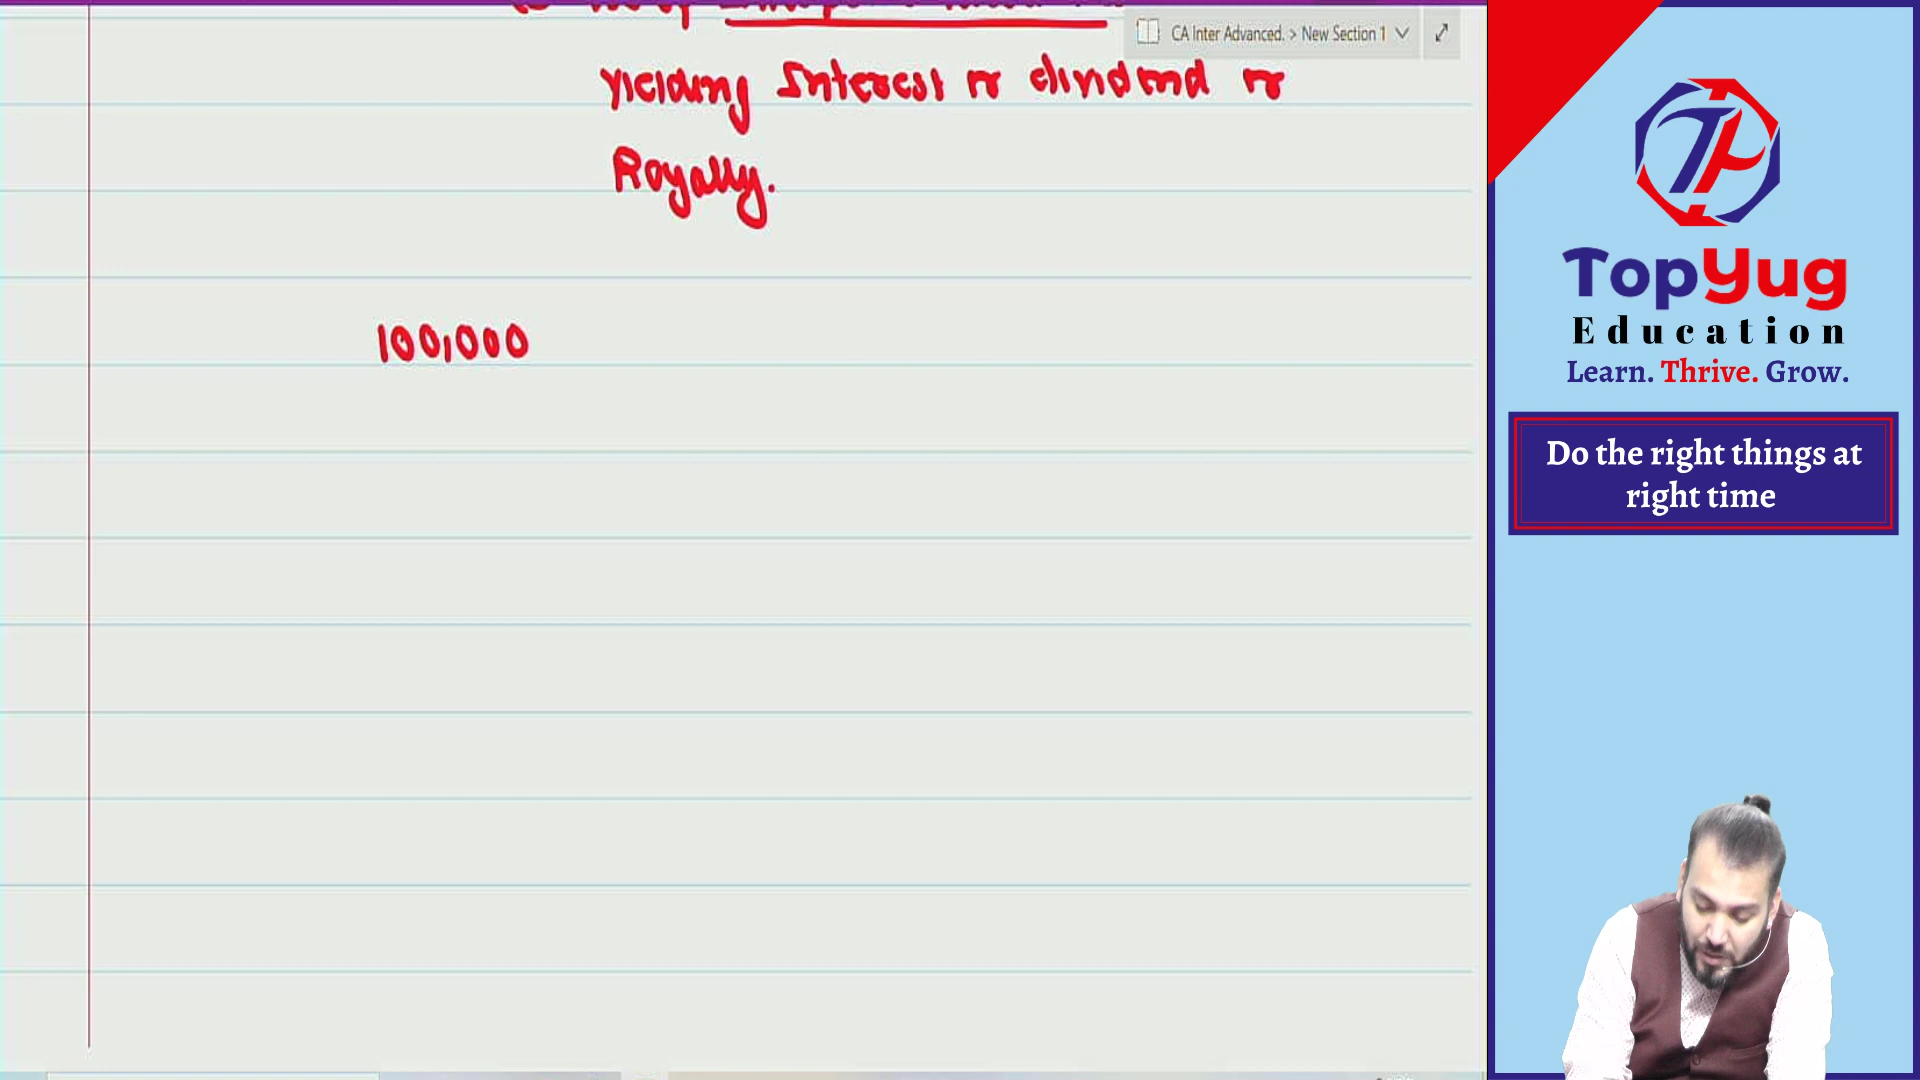 CA Inter Advanced. > New Section 1
Yielding Interest or dividend or
Royalty.
100,000
TopYug
Education
Learn. Thrive. Grow.
Do the right things at
right time